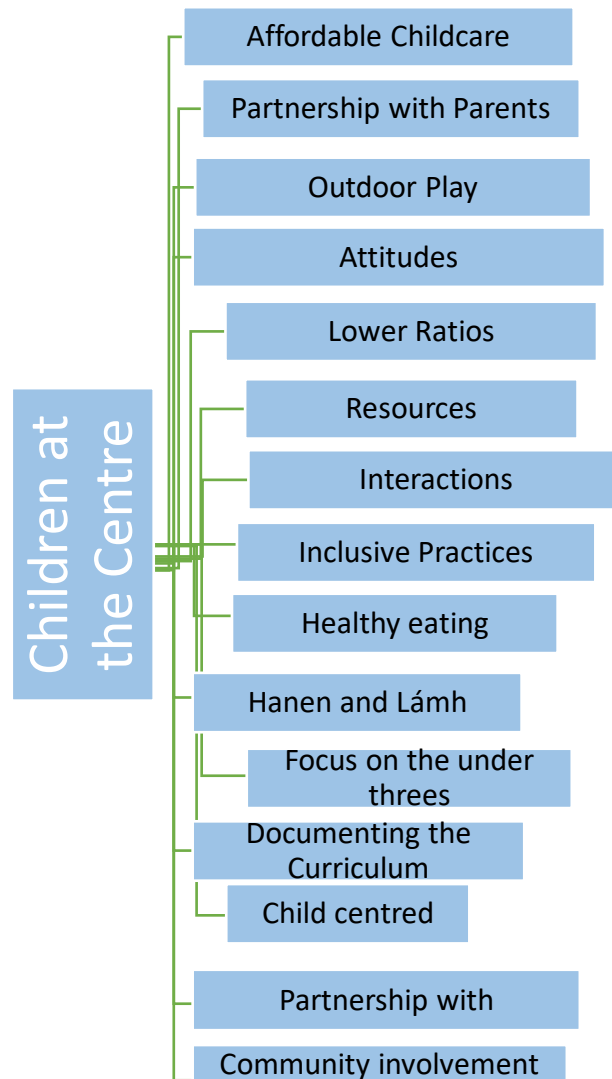 Affordable Childcare
Partnership with Parents
Outdoor Play
Attitudes
Lower Ratios
Resources
Children at
the Centre
Interactions
Inclusive Practices
Healthy eating
Hanen and Lámh
Focus on the under
threes
Documenting the
Curriculum
Child centred
Partnership with
Community involvement